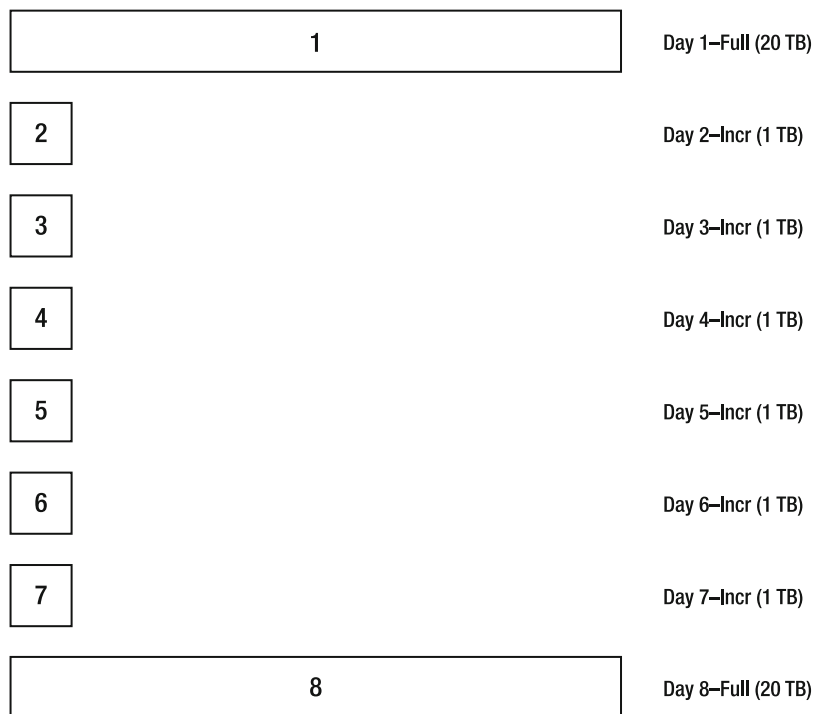 1 Day 1–Full (20 TB)
2 Day 2–Incr (1 TB)
3 Day 3–Incr (1 TB)
4 Day 4–Incr (1 TB)
5 Day 5–Incr (1 TB)
6 Day 6–Incr (1 TB)
7 Day 7–Incr (1 TB)
8 Day 8–Full (20 TB)